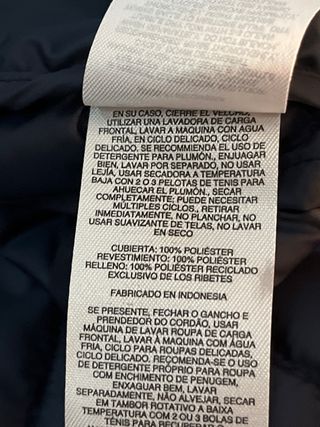 EN SU CASO, CIERRE EL VELCRO,
UTILIZAR UNA LAVADORA DE CARGA
FRONTAL, LAVAR A MAQUINA CON AGUA
FRÍA, EN CICLO DELICADO, CICLO
DELICADO. SE RECOMIENDA EL USO DE
DETERGENTE PARA PLUMÓN., ENJUAGAR
BIEN, LAVAR POR SEPARADO, NO USAR
LEJÍA, USAR SECADORA A TEMPERATURA
BAJA CON 2 O 3 PELOTAS DE TENIS PARA
AHUECAR EL PLUMÓN., SECAR
COMPLETAMENTE; PUEDE NECESITAR
MÚLTIPLES CICLOS., RETIRAR
INMEDIATAMENTE, NO PLANCHAR, NO
USAR SUAVIZANTE DE TELAS, NO LAVAR
EN SECO
CUBIERTA: 100% POLIÉSTER
REVESTIMIENTO: 100% POLIÉSTER
RELLENO: 100% POLIÉSTER RECICLADO
EXCLUSIVO DE LOS RIBETES
FABRICADO EN INDONESIA
SE PRESENTE, FECHAR O GANCHO E
PRENDEDOR DO CORDÃO, USAR
MÁQUINA DE LAVAR ROUPA DE CARGA
FRONTAL, LAVAR À MÁQUINA COM ÁGUA
FRIA, CICLO PARA ROUPAS DELICADAS,
CICLO DELICADO. RECOMENDA-SE O USO
DE DETERGENTE PRÓPRIO PARA ROUPA
COM ENCHIMENTO DE PENUGEM,
ENXAGUAR BEM, LAVAR
SEPARADAMENTE, NÃO ALVEJAR, SECAR
EM TAMBOR ROTATIVO A BAIXA
TEMPERATURA COM 2 OU 3 BOLAS DE